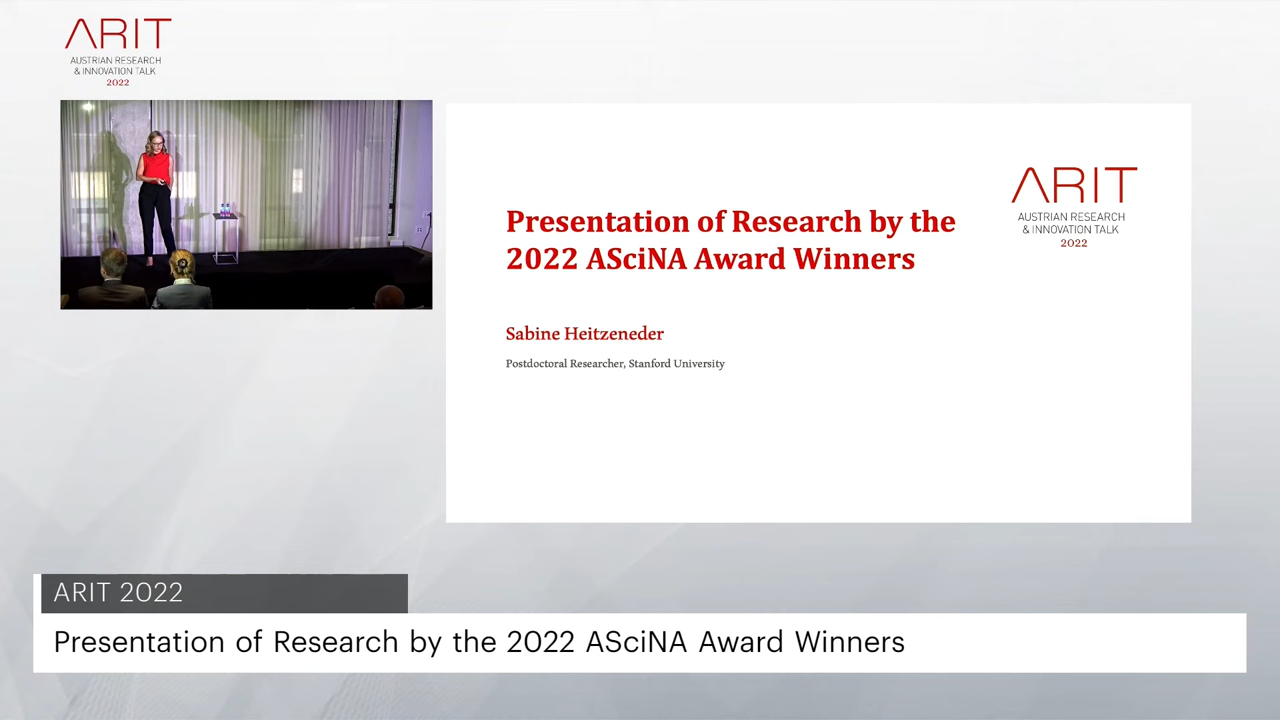 ARIT
AUSTRIAN RESEARCH
& INNOVATION TALK
2022
Presentation of Research by the
2022 ASciNA Award Winners
Sabine Heitzeneder
Postdoctoral Researcher, Stanford University
ARIT
AUSTRIAN RESEARCH
& INNOVATION TALK
2022
ARIT 2022
Presentation of Research by the 2022 ASciNA Award Winners